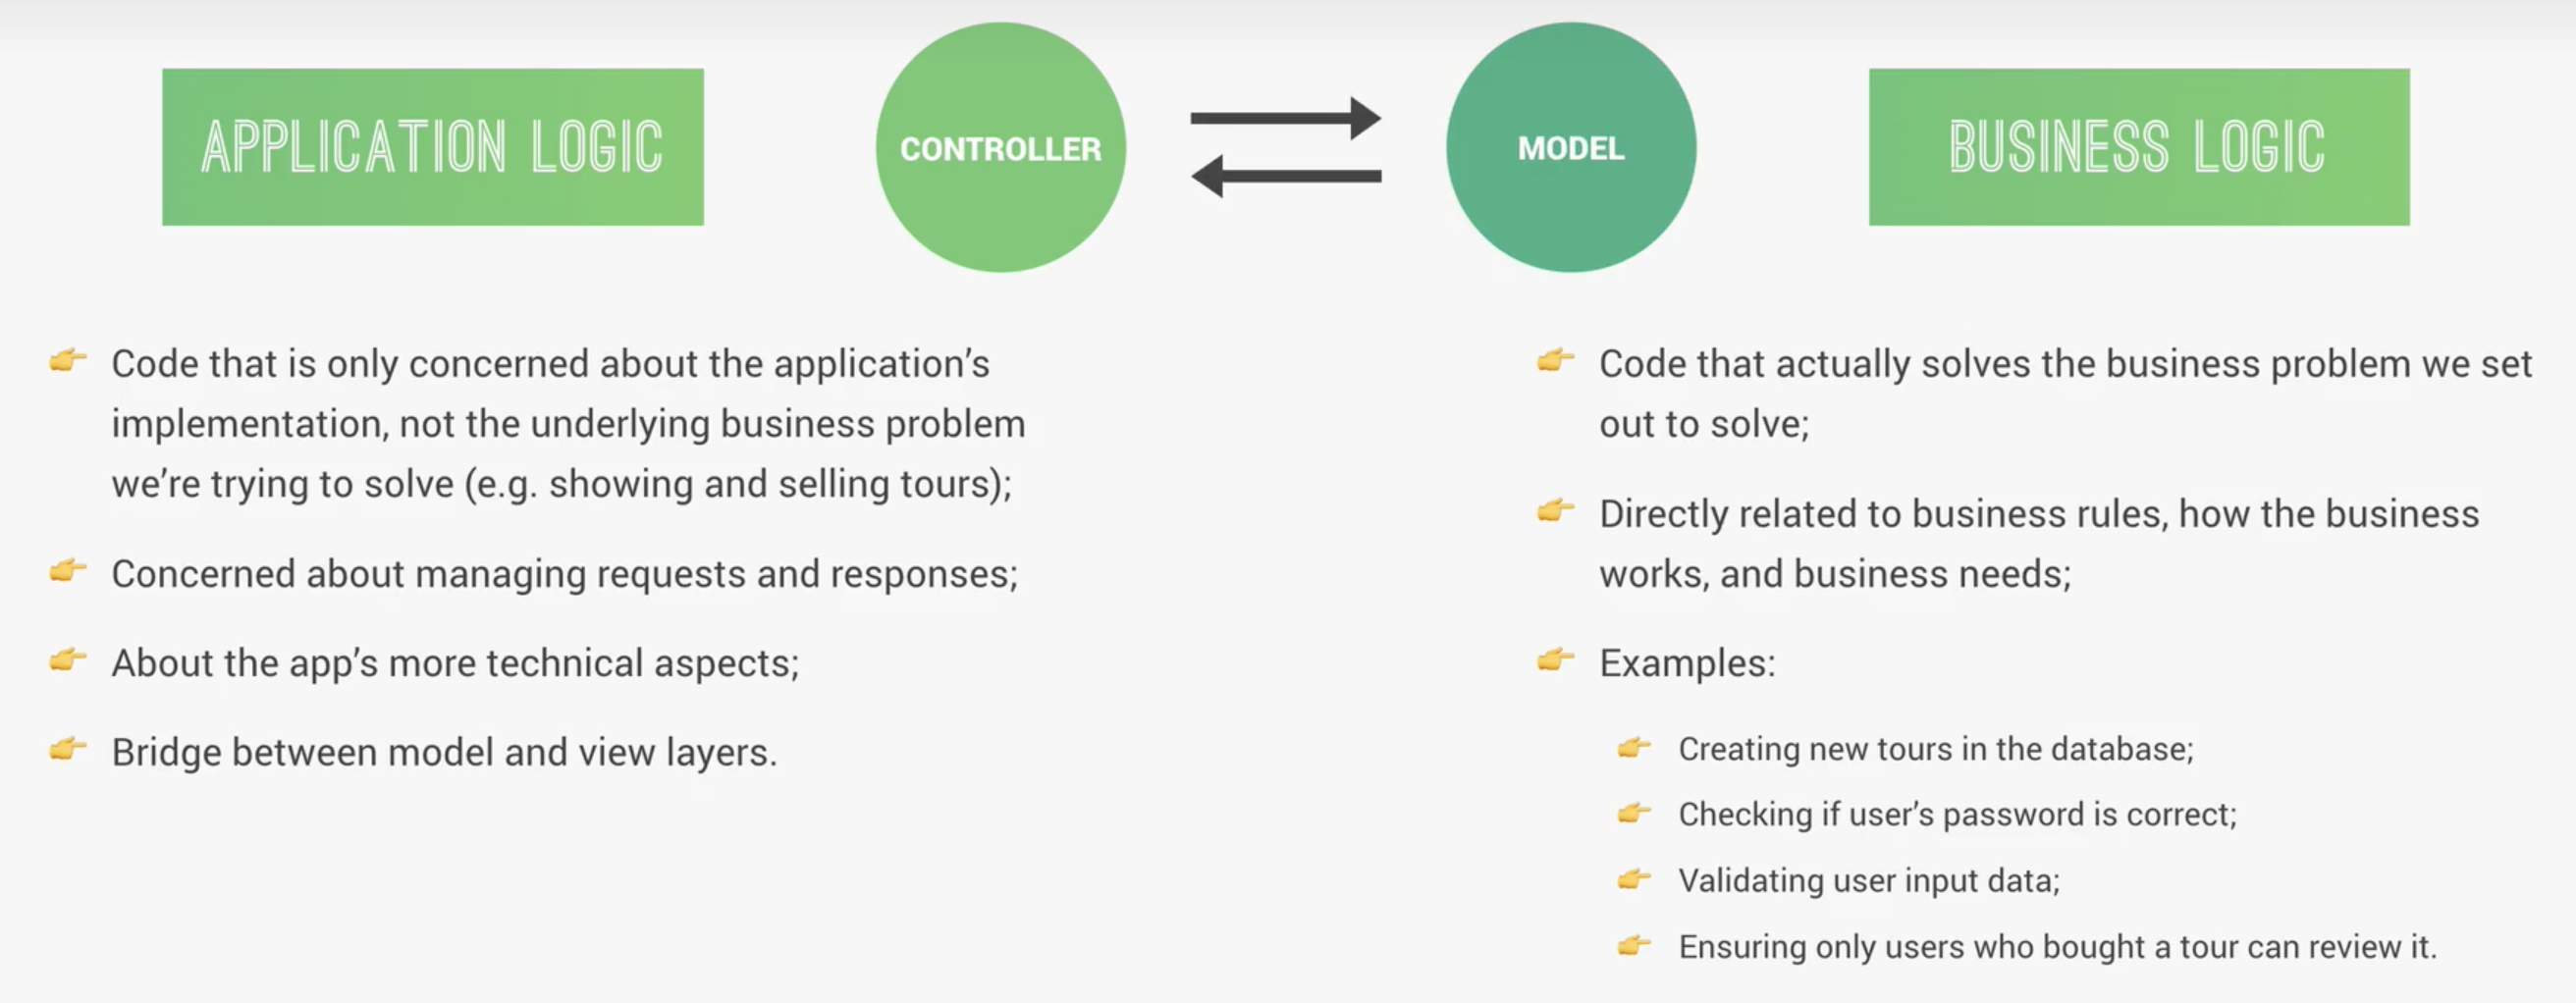 APPLICATION LOGIC
CONTROLLER
MODEL
BUSINESS LOGIC
Code that is only concerned about the application’s
implementation, not the underlying business problem
we’re trying to solve (e.g. showing and selling tours);
Concerned about managing requests and responses;
About the app’s more technical aspects;
Bridge between model and view layers.
Code that actually solves the business problem we set
out to solve;
Directly related to business rules, how the business
works, and business needs;
Examples:
Creating new tours in the database;
Checking if user’s password is correct;
Validating user input data;
Ensuring only users who bought a tour can review it.